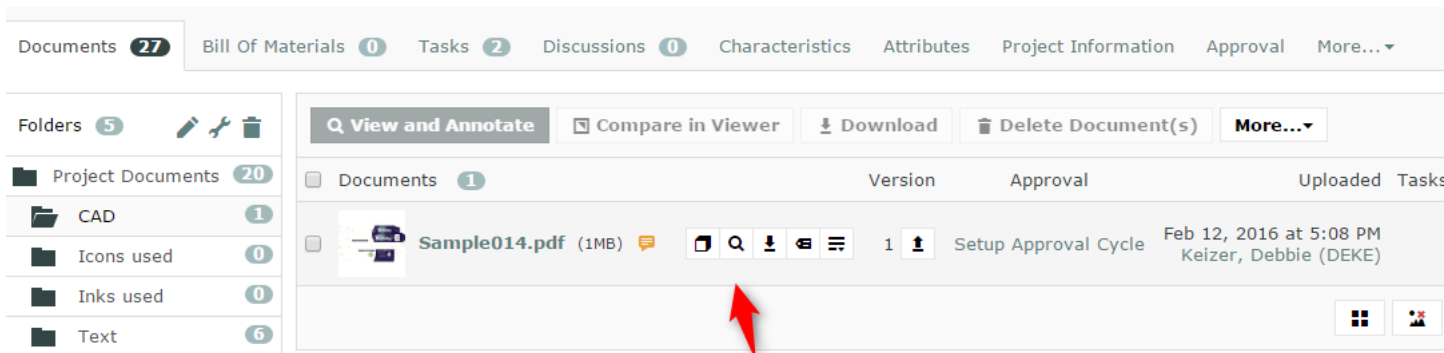 Documents 27 Bill Of Materials 0 Tasks 2 Discussions 0 Characteristics Attributes Project Information Approval More...
Folders 5
Project Documents 20
CAD 1
Icons used 0
Inks used 0
Text 6
View and Annotate Compare in Viewer Download Delete Document(s) More...
Documents 1 Version Approval Uploaded Tasks
Sample014.pdf (1MB) 1 Setup Approval Cycle Feb 12, 2016 at 5:08 PM
Keizer, Debbie (DEKE)